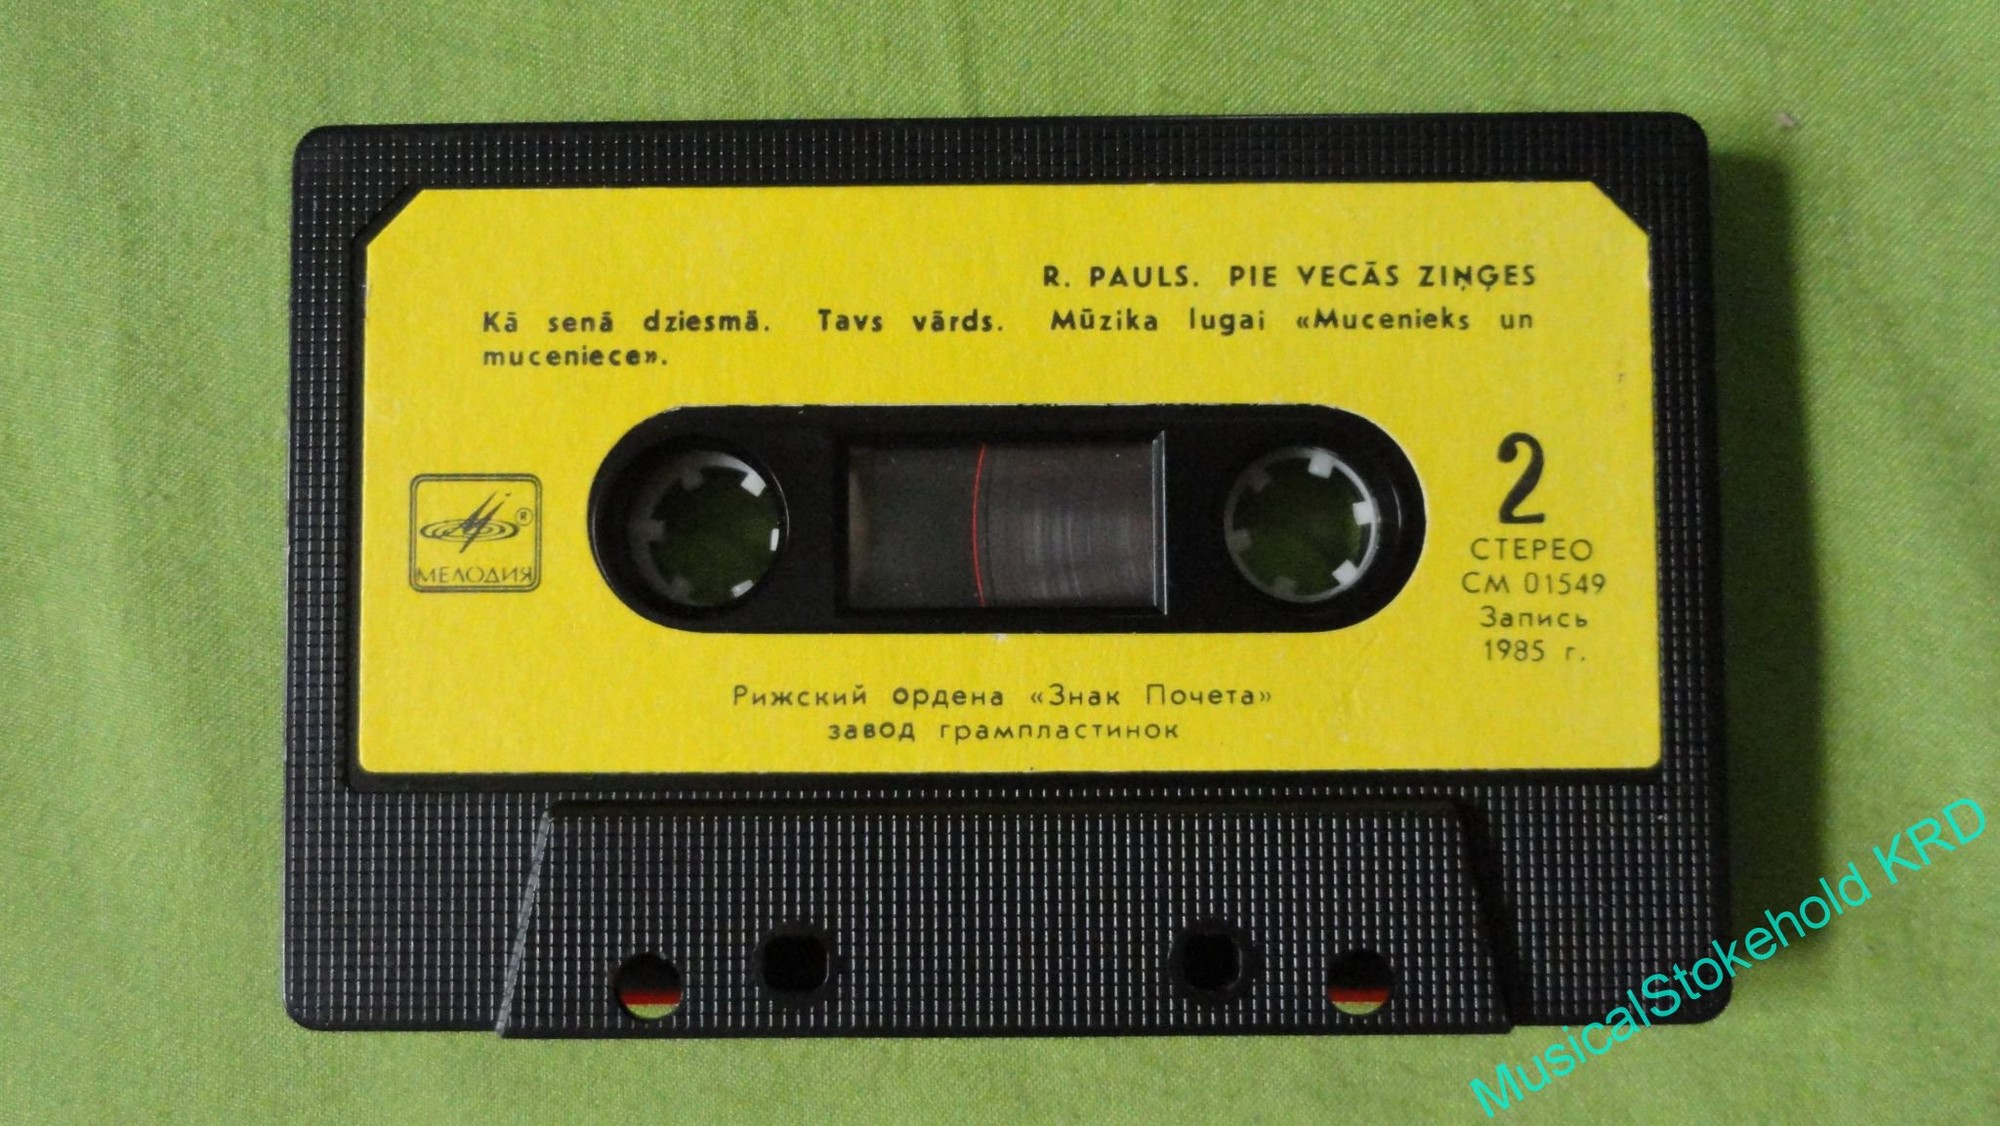 R. PAULS. PIE VECĀS ZIŅĢES
Kā senā dziesmā. Tavs vārds. Mūzika lugai «Mucenieks un
muceniece».
МЕЛОДИЯ
®
2
СТЕРЕО
СМ 01549
Запись
1985 г.
Рижский ордена «Знак Почета»
завод грампластинок
MusicalStokehold KRD